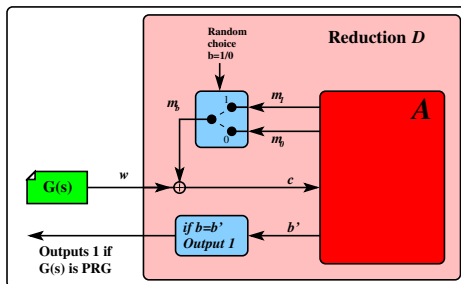 Random
choice
b=1/0
Reduction D
1
m_b
m_1
A
0
m_0
G(s)
w
c
if b=b'
Output 1
b'
Outputs 1 if
G(s) is PRG